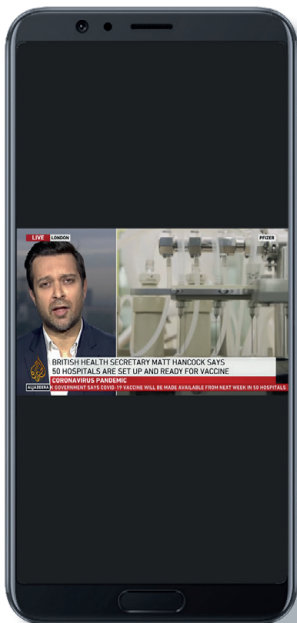 LIVE LONDON
PFIZER
BRITISH HEALTH SECRETARY MATT HANCOCK SAYS
50 HOSPITALS ARE SET UP AND READY FOR VACCINE
CORONAVIRUS PANDEMIC
ALJAZEERA K GOVERNMENT SAYS COVID-19 VACCINE WILL BE MADE AVAILABLE FROM NEXT WEEK IN 50 HOSPITALS